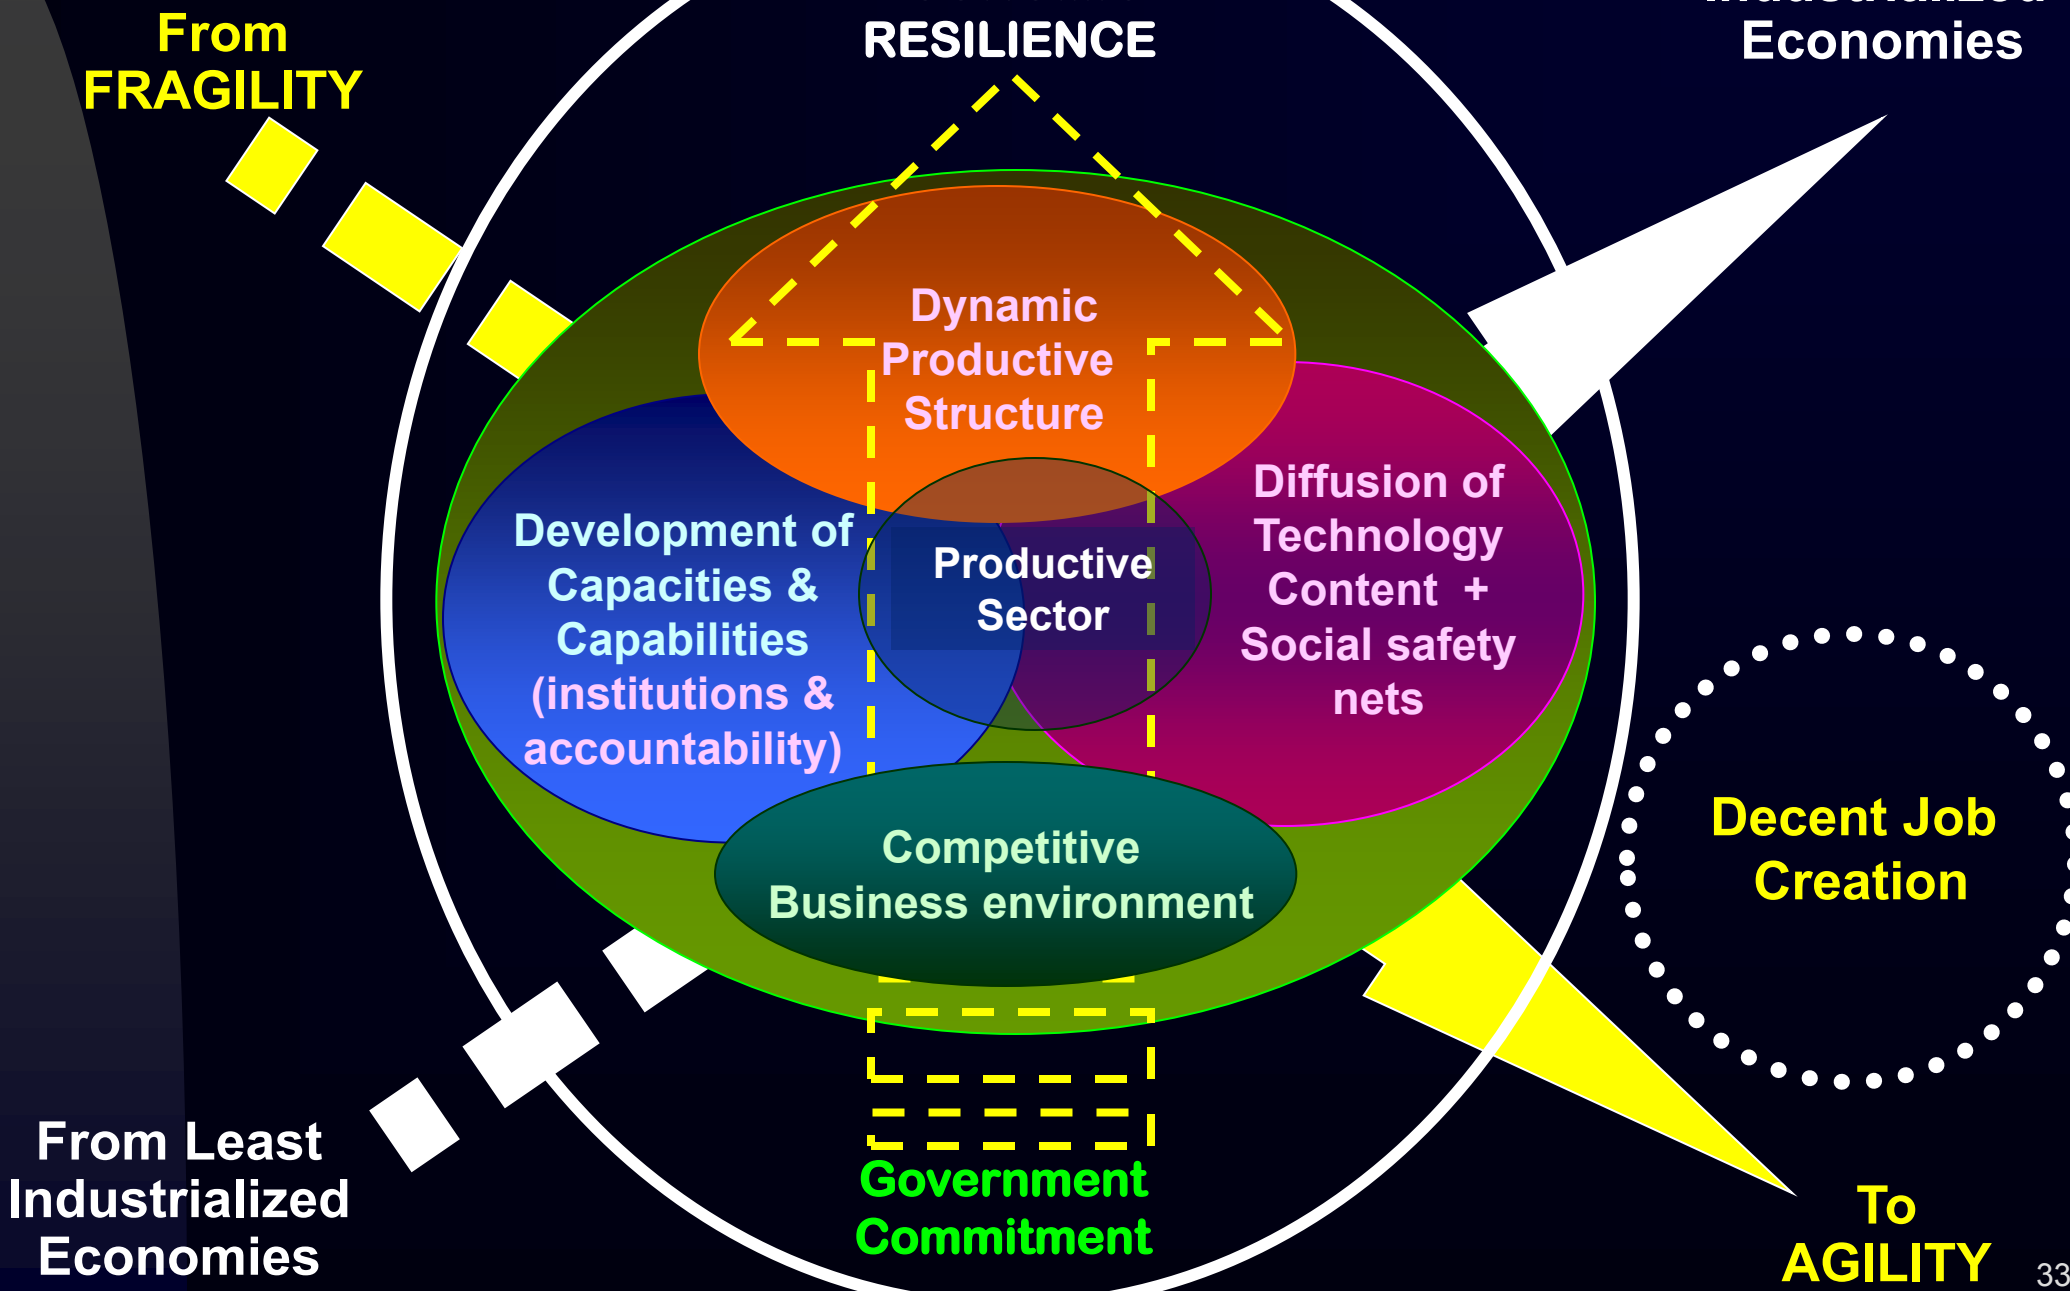 From
FRAGILITY
RESILIENCE
Industrialized
Economies
Dynamic
Productive
Structure
Development of
Capacities &
Capabilities
(institutions &
accountability)
Productive
Sector
Diffusion of
Technology
Content +
Social safety
nets
Competitive
Business environment
Decent Job
Creation
From Least
Industrialized
Economies
Government
Commitment
To
AGILITY
33